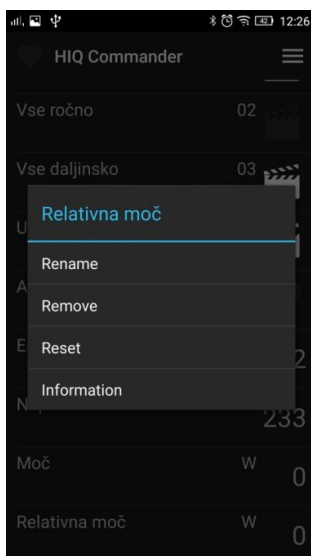 42 12:26
HIQ Commander
Vse ročno 02
Vse daljinsko 03
Relativna moč
U
Rename
A
Remove
E
Reset
2
Information
N
233
Moč W
0
Relativna moč W
0